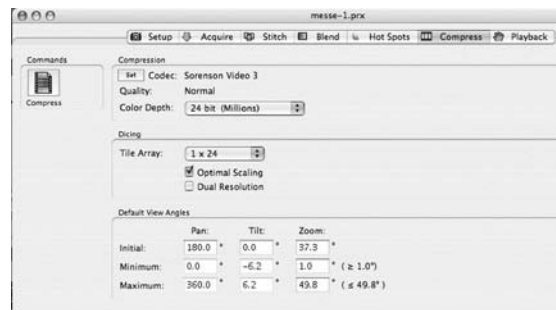 messe-1.prx
Setup Acquire Stitch Blend Hot Spots Compress Playback
Commands
Compress
Compression
Set Codec: Sorenson Video 3
Quality: Normal
Color Depth: 24 bit (Millions)
Dicing
Tile Array: 1 x 24
Optimal Scaling
Dual Resolution
Default View Angles
Pan: Tilt: Zoom:
Initial: 180.0 ° 0.0 ° 37.3 °
Minimum: 0.0 ° -6.2 ° 1.0 ° (≥ 1.0°)
Maximum: 360.0 ° 6.2 ° 49.8 ° (≤ 49.8°)